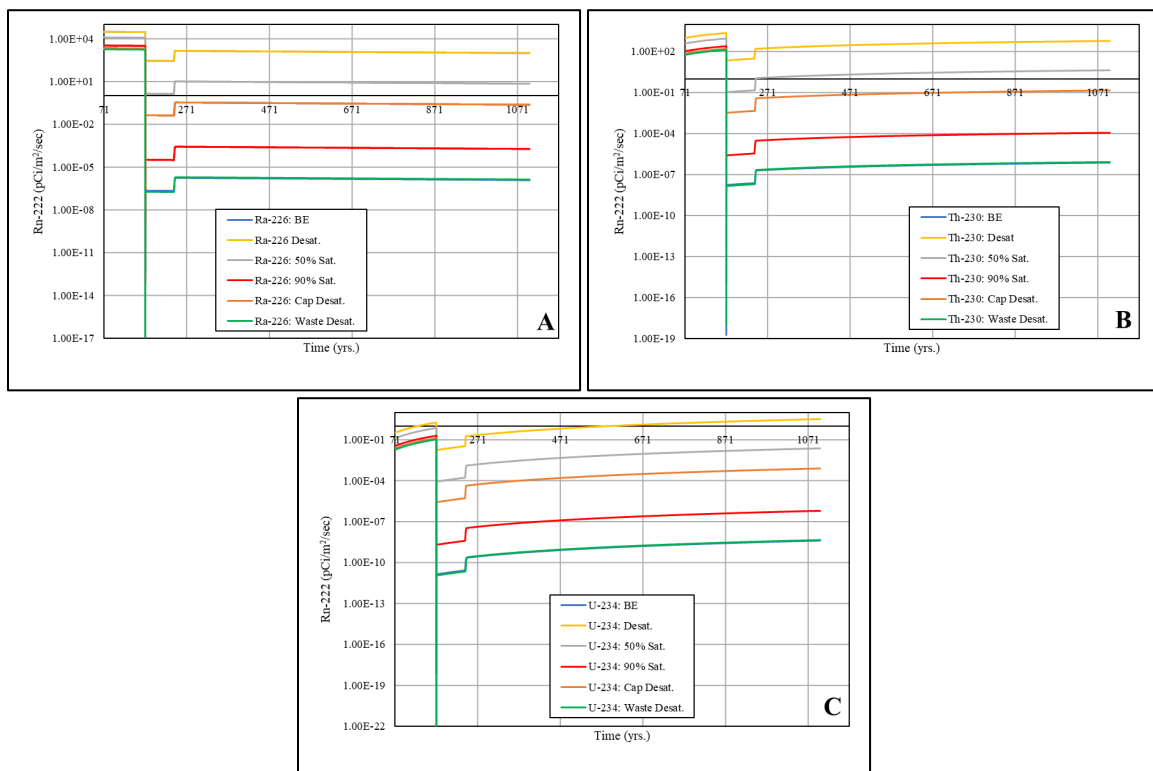 1.00E+04
1.00E+01
71 271 471 671 871 1071
1.00E-02
1.00E-05
1.00E-08
1.00E-11
1.00E-14
1.00E-17
Rn-222 (pCi/m²/sec)
Time (yrs.)
Ra-226: BE
Ra-226 Desat.
Ra-226: 50% Sat.
Ra-226: 90% Sat.
Ra-226: Cap Desat.
Ra-226: Waste Desat.
A
1.00E+02
71 271 471 671 871 1071
1.00E-01
1.00E-04
1.00E-07
1.00E-10
1.00E-13
1.00E-16
1.00E-19
Rn-222 (pCi/m²/sec)
Time (yrs.)
Th-230: BE
Th-230: Desat
Th-230: 50% Sat.
Th-230: 90% Sat.
Th-230: Cap Desat.
Th-230: Waste Desat.
B
71 271 471 671 871 1071
1.00E-01
1.00E-04
1.00E-07
1.00E-10
1.00E-13
1.00E-16
1.00E-19
1.00E-22
Rn-222 (pCi/m²/sec)
Time (yrs.)
U-234: BE
U-234: Desat.
U-234: 50% Sat.
U-234: 90% Sat.
U-234: Cap Desat.
U-234: Waste Desat.
C